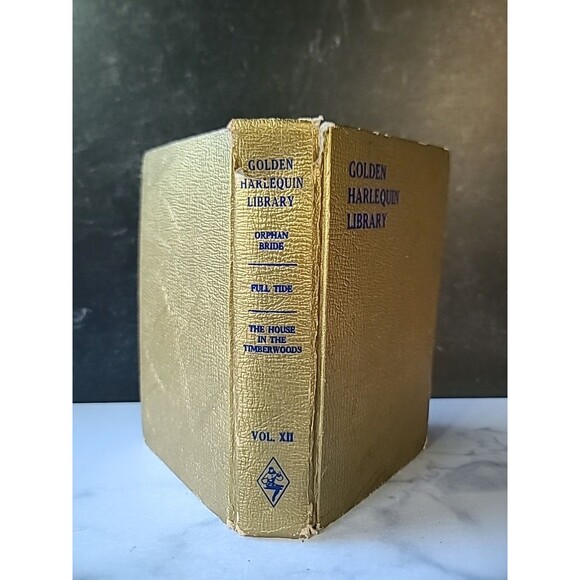 GOLDEN
HARLEQUIN
LIBRARY
ORPHAN
BRIDE
FULL TIDE
THE HOUSE
IN THE
TIMBERWOODS
VOL. XII
GOLDEN
HARLEQUIN
LIBRARY